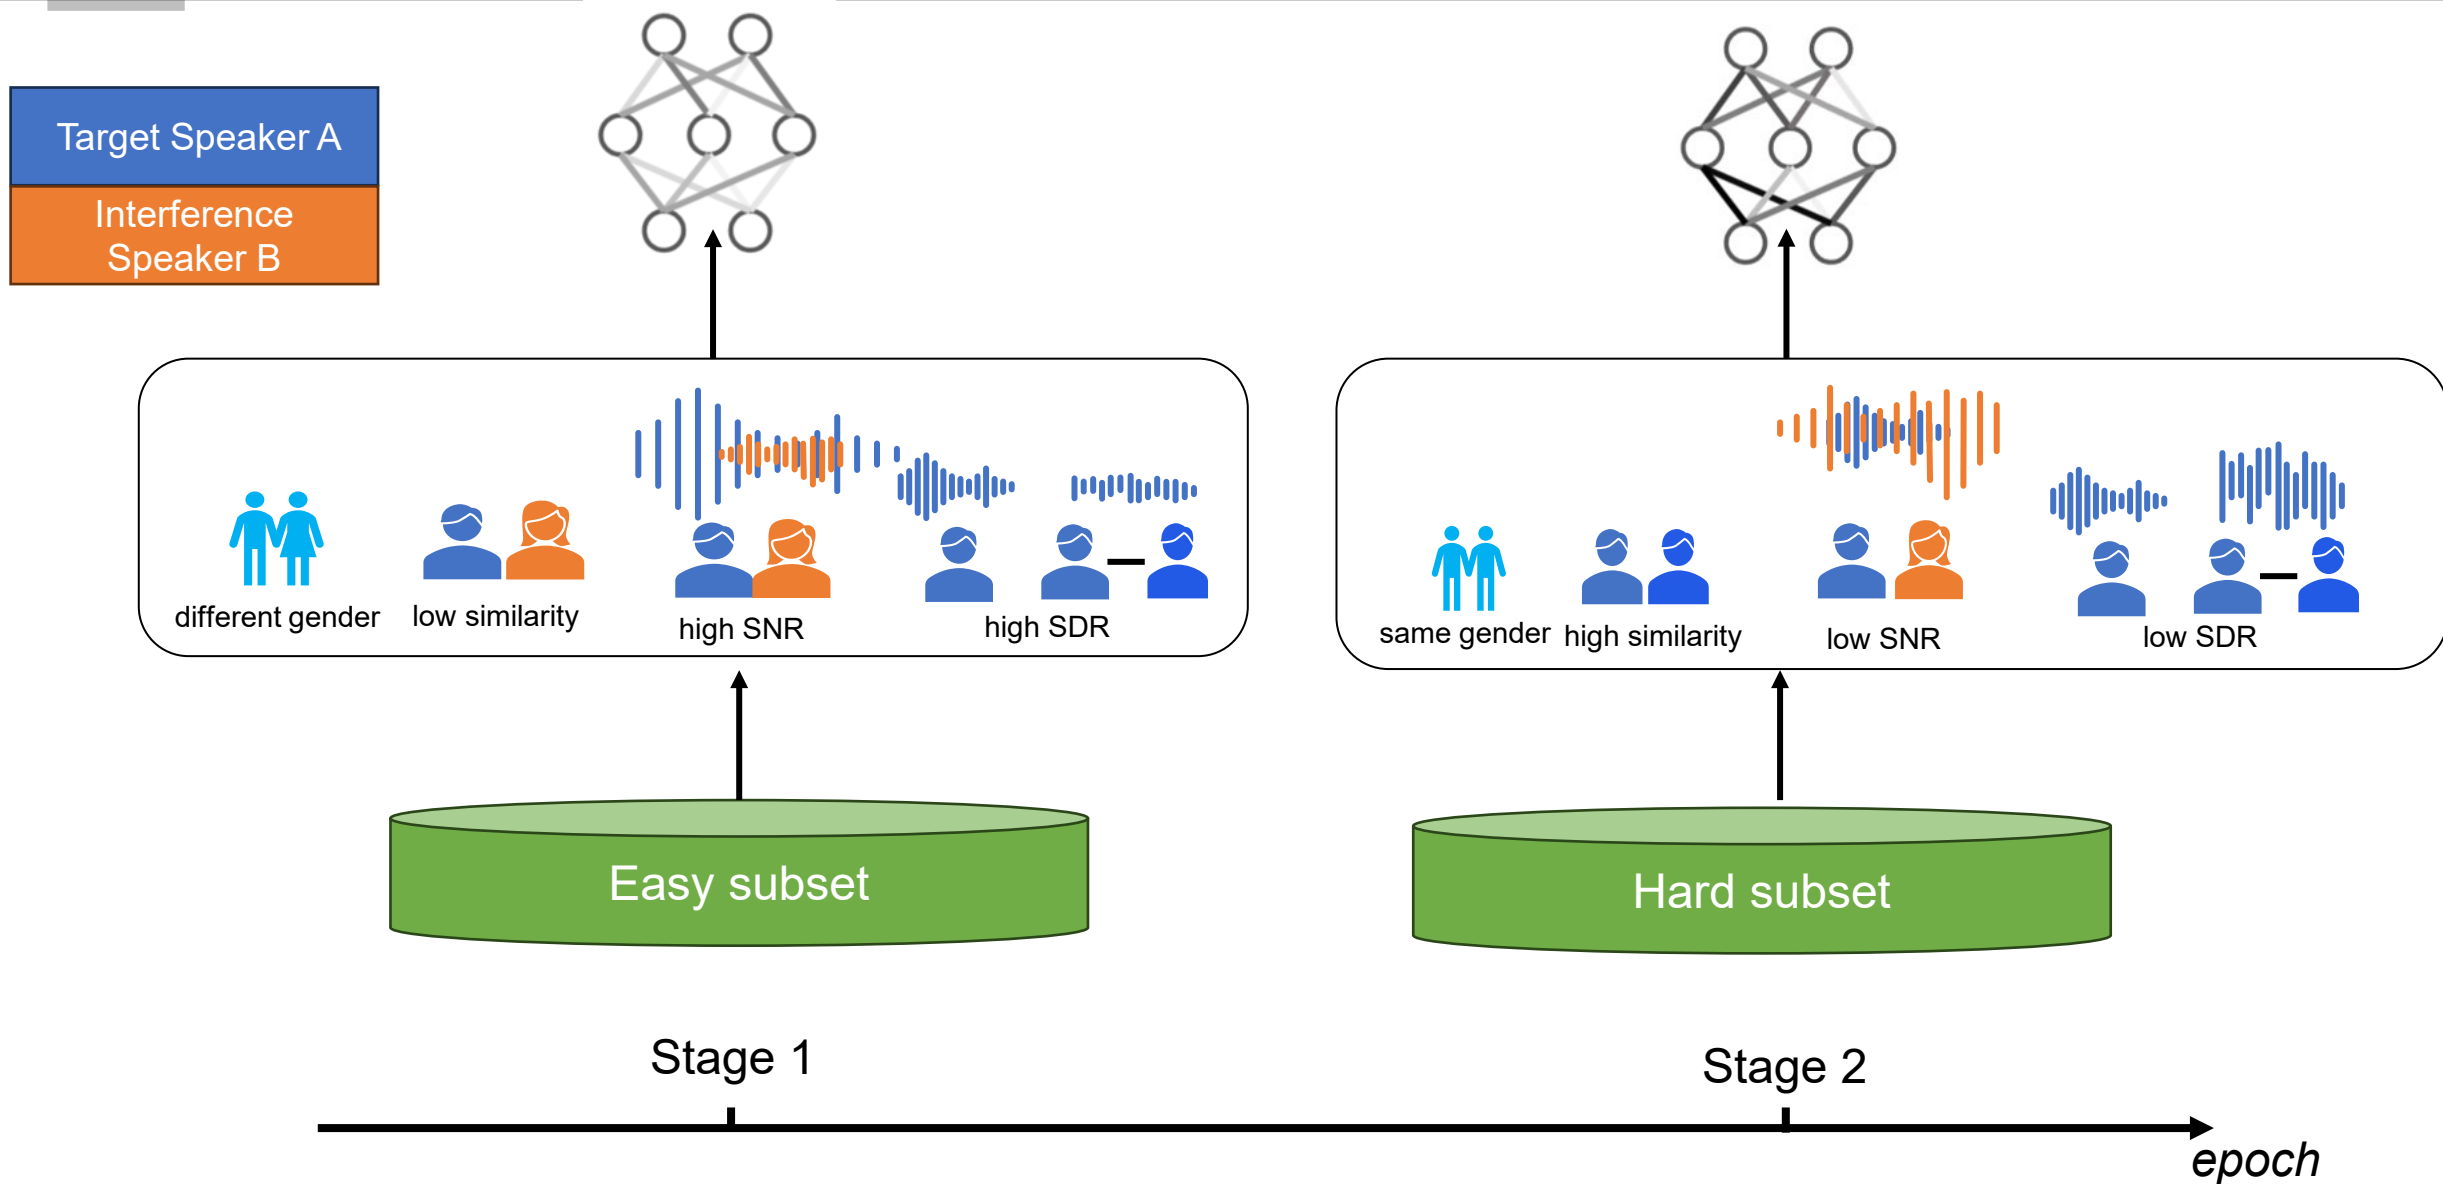 Target Speaker A
Interference
Speaker B
different gender
low similarity
high SNR
high SDR
same gender
high similarity
low SNR
low SDR
Easy subset
Hard subset
Stage 1
Stage 2
epoch